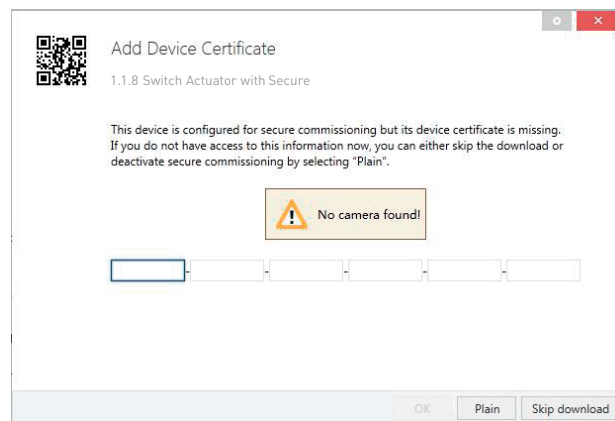 Add Device Certificate
1.1.8 Switch Actuator with Secure
This device is configured for secure commissioning but its device certificate is missing.
If you do not have access to this information now, you can either skip the download or
deactivate secure commissioning by selecting "Plain".
No camera found!
- - - - -
OK Plain Skip download